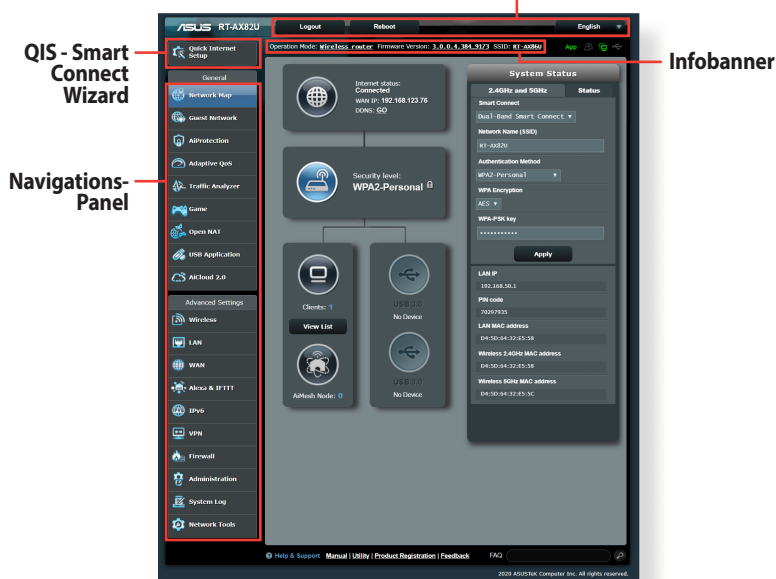 ASUS RT-AX82U
Logout
Reboot
English
QIS - Smart
Connect
Wizard
Quick Internet
Setup
Operation Mode: Wireless router Firmware Version: 3.0.0.4.384_9173 SSID: RT-AX86U
App
Infobanner
Navigations-
Panel
General
Network Map
Guest Network
AiProtection
Adaptive QoS
Traffic Analyzer
Game
Open NAT
USB Application
AiCloud 2.0
Advanced Settings
Wireless
LAN
WAN
Alexa & IFTTT
IPv6
VPN
Firewall
Administration
System Log
Network Tools
Internet status:
Connected
WAN IP: 192.168.123.76
DDNS: GO
Security level:
WPA2-Personal
Clients: 1
View List
AiMesh Node: 0
USB 3.0
No Device
USB 3.0
No Device
System Status
2.4GHz and 5GHz
Status
Smart Connect
Dual-Band Smart Connect
Network Name (SSID)
RT-AX82U
Authentication Method
WPA2-Personal
WPA Encryption
AES
WPA-PSK key
Apply
LAN IP
192.168.50.1
PIN code
70297935
LAN MAC address
D4:5D:64:32:E5:58
Wireless 2.4GHz MAC address
D4:5D:64:32:E5:58
Wireless 5GHz MAC address
D4:5D:64:32:E5:5C
Help & Support Manual | Utility | Product Registration | Feedback FAQ
2020 ASUSTeK Computer Inc. All rights reserved.